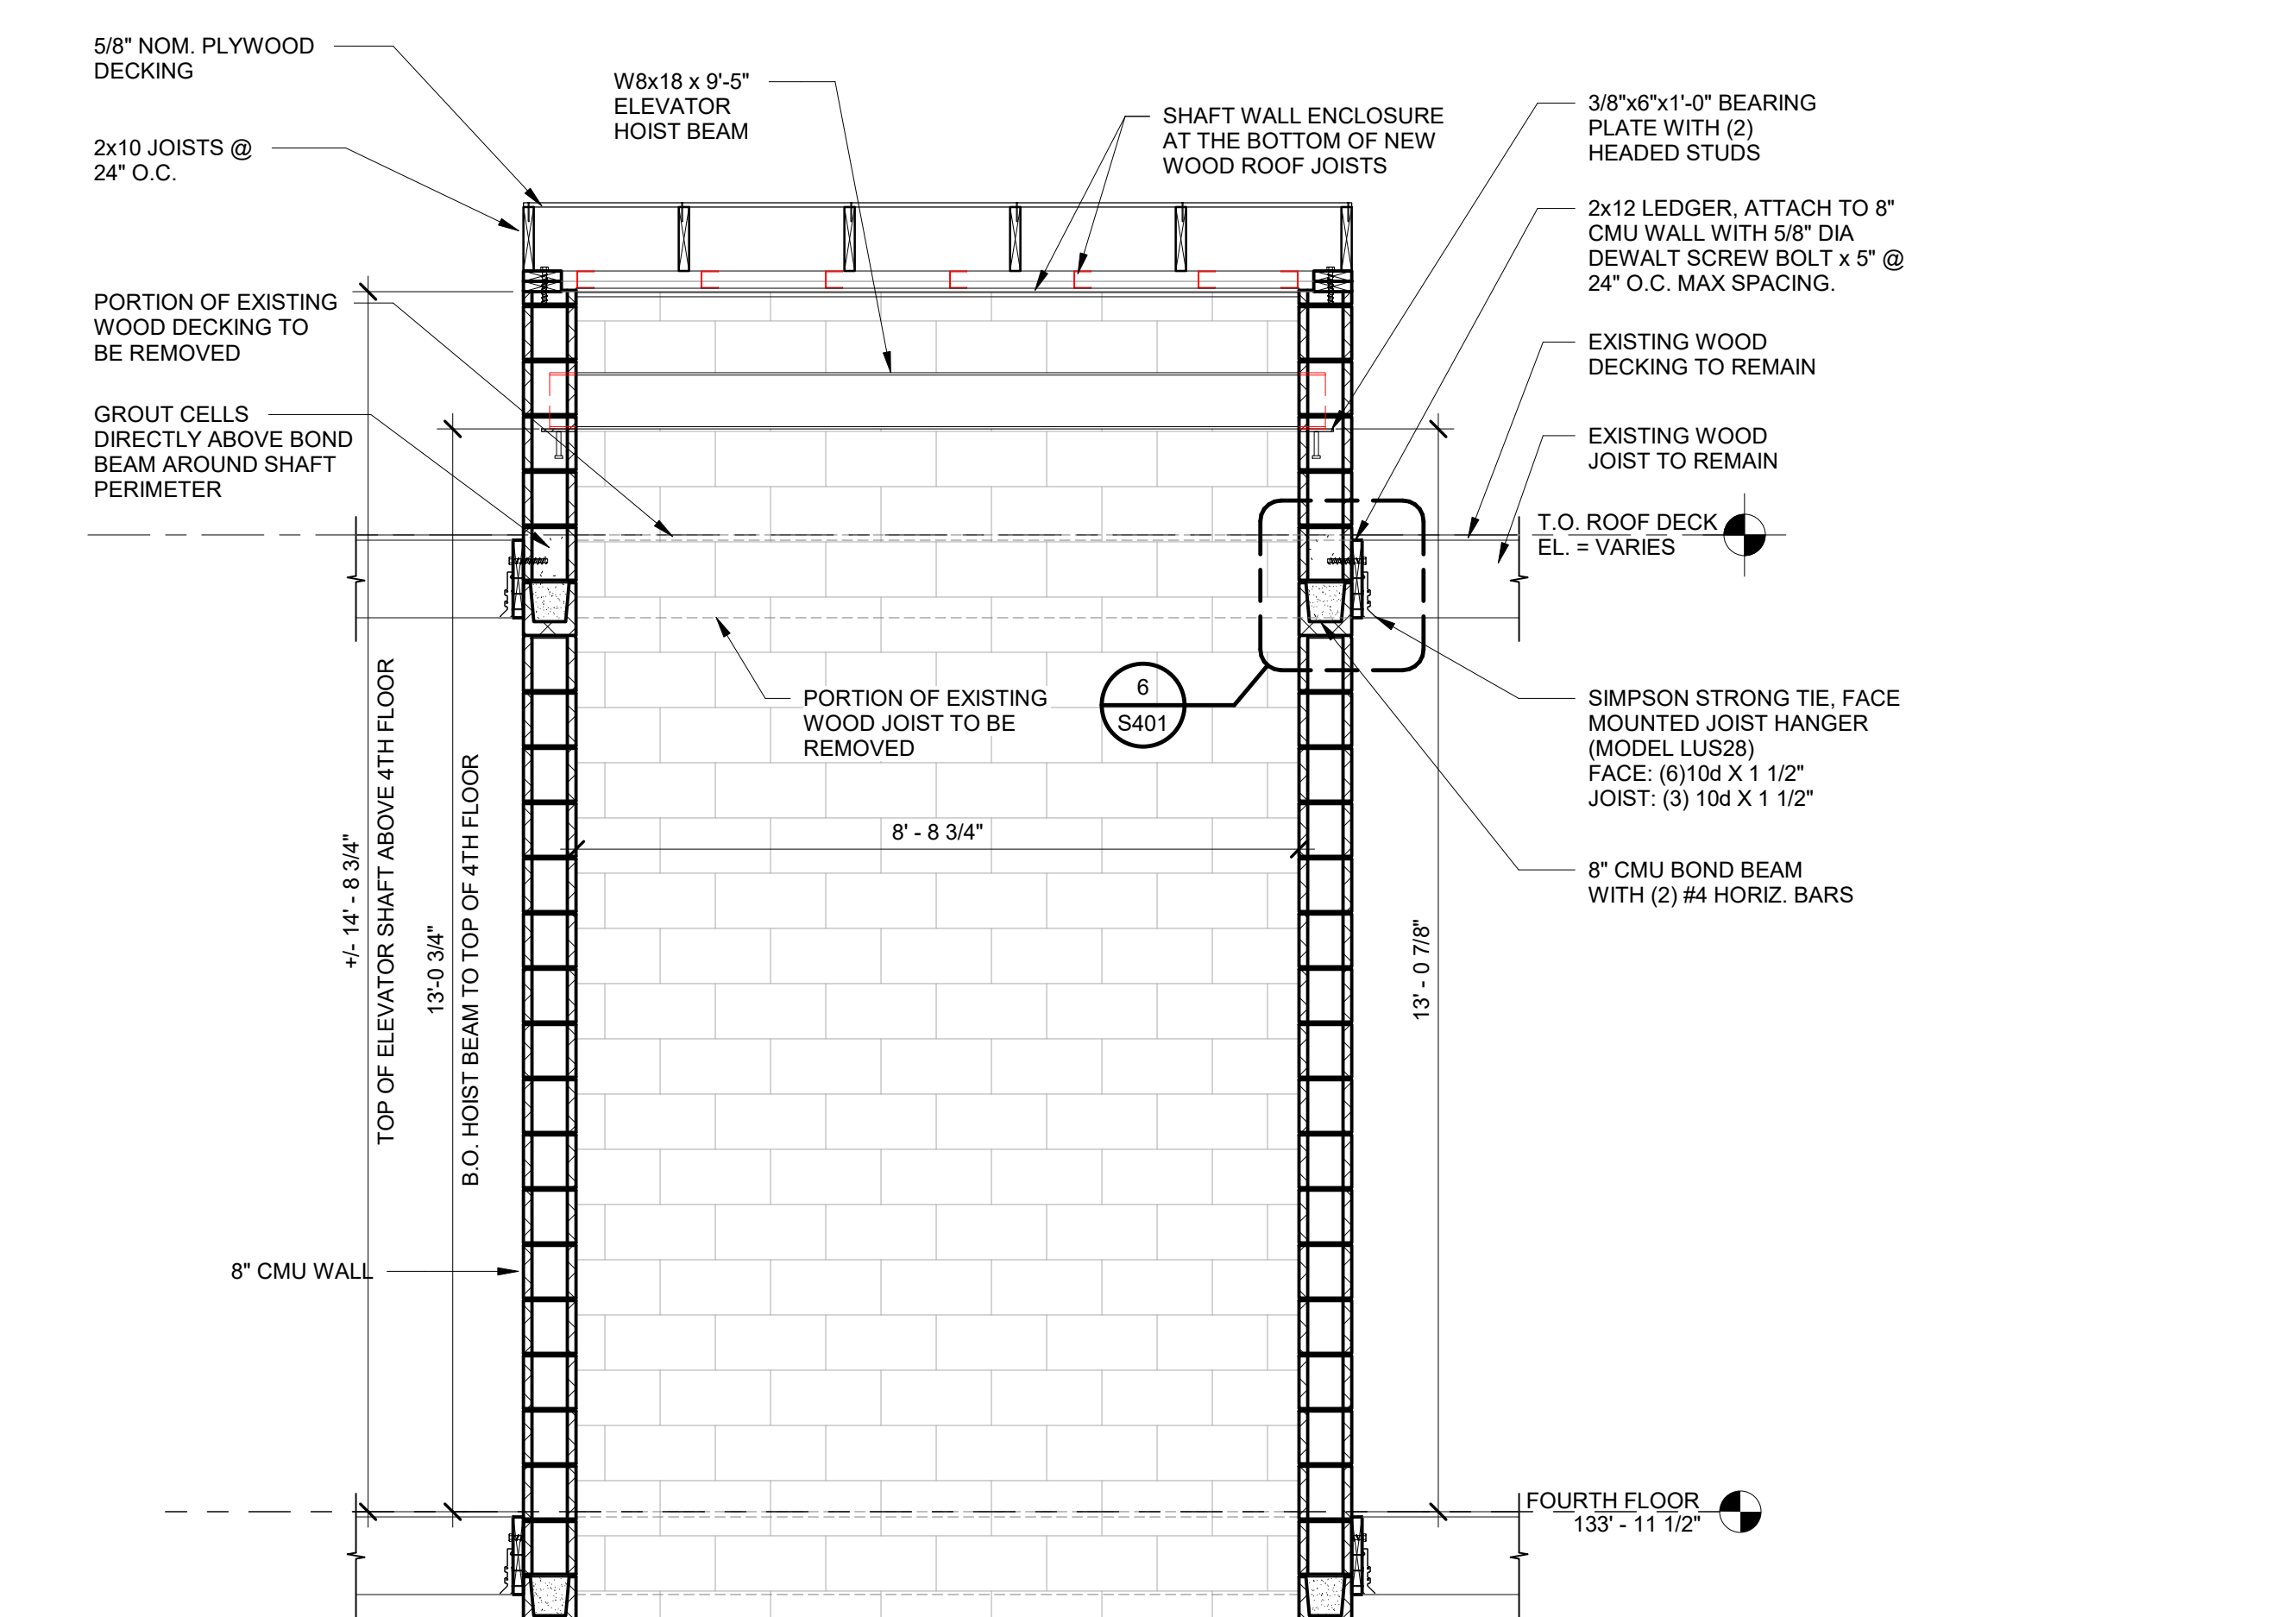 5/8" NOM. PLYWOOD
DECKING
2x10 JOISTS @
24" O.C.
PORTION OF EXISTING
WOOD DECKING TO
BE REMOVED
GROUT CELLS
DIRECTLY ABOVE BOND
BEAM AROUND SHAFT
PERIMETER
W8x18 x 9'-5"
ELEVATOR
HOIST BEAM
SHAFT WALL ENCLOSURE
AT THE BOTTOM OF NEW
WOOD ROOF JOISTS
3/8"x6"x1'-0" BEARING
PLATE WITH (2)
HEADED STUDS
2x12 LEDGER, ATTACH TO 8"
CMU WALL WITH 5/8" DIA
DEWALT SCREW BOLT x 5" @
24" O.C. MAX SPACING.
EXISTING WOOD
DECKING TO REMAIN
EXISTING WOOD
JOIST TO REMAIN
T.O. ROOF DECK
EL. = VARIES
PORTION OF EXISTING
WOOD JOIST TO BE
REMOVED
6
S401
SIMPSON STRONG TIE, FACE
MOUNTED JOIST HANGER
(MODEL LUS28)
FACE: (6)10d X 1 1/2"
JOIST: (3) 10d X 1 1/2"
8" CMU BOND BEAM
WITH (2) #4 HORIZ. BARS
8' - 8 3/4"
+/- 14' - 8 3/4"
TOP OF ELEVATOR SHAFT ABOVE 4TH FLOOR
13'-0 3/4"
B.O. HOIST BEAM TO TOP OF 4TH FLOOR
13' - 0 7/8"
8" CMU WALL
FOURTH FLOOR
133' - 11 1/2"